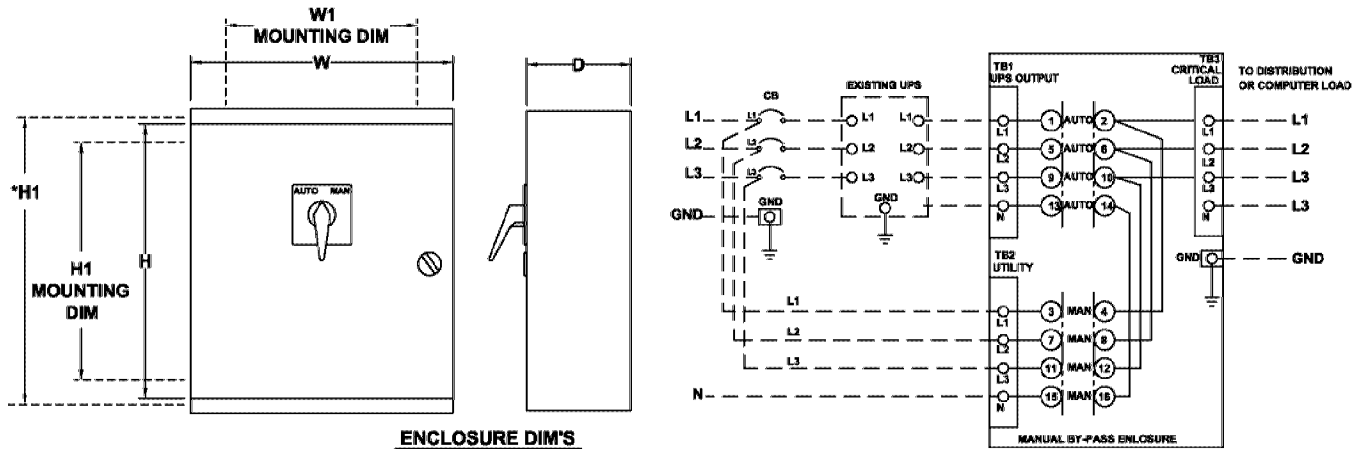 W1
MOUNTING DIM
W
*H1
H1
MOUNTING
DIM
H
AUTO MAN
D
ENCLOSURE DIM'S
CB
EXISTING UPS
TB1
UPS OUTPUT
TB3
CRITICAL
LOAD
TO DISTRIBUTION
OR COMPUTER LOAD
L1 L1 L1 L1 L1 1 AUTO 2 L1 L1
L2 L2 L2 L2 L2 5 AUTO 6 L2 L2
L3 L3 L3 L3 L3 9 AUTO 10 L3 L3
N 13 AUTO 14 N L3
GND GND GND
GND GND
TB2
UTILITY
L1 L1 3 MAN 4
L2 L2 7 MAN 8
L3 L3 11 MAN 12
N N 15 MAN 16
MANUAL BY-PASS ENLOSURE